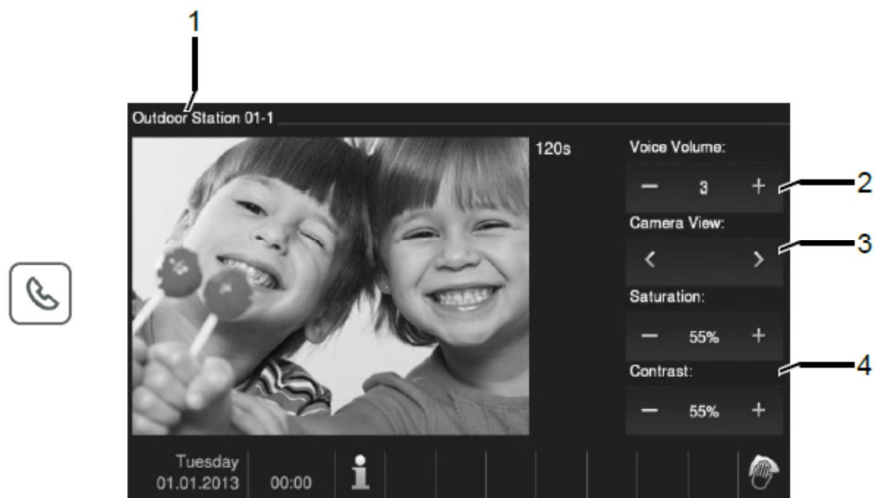 1
Outdoor Station 01-1
120s
Voice Volume:
− 3 +
2
Camera View:
< >
3
Saturation:
− 55% +
Contrast:
4
− 55% +
Tuesday
01.01.2013
00:00
i